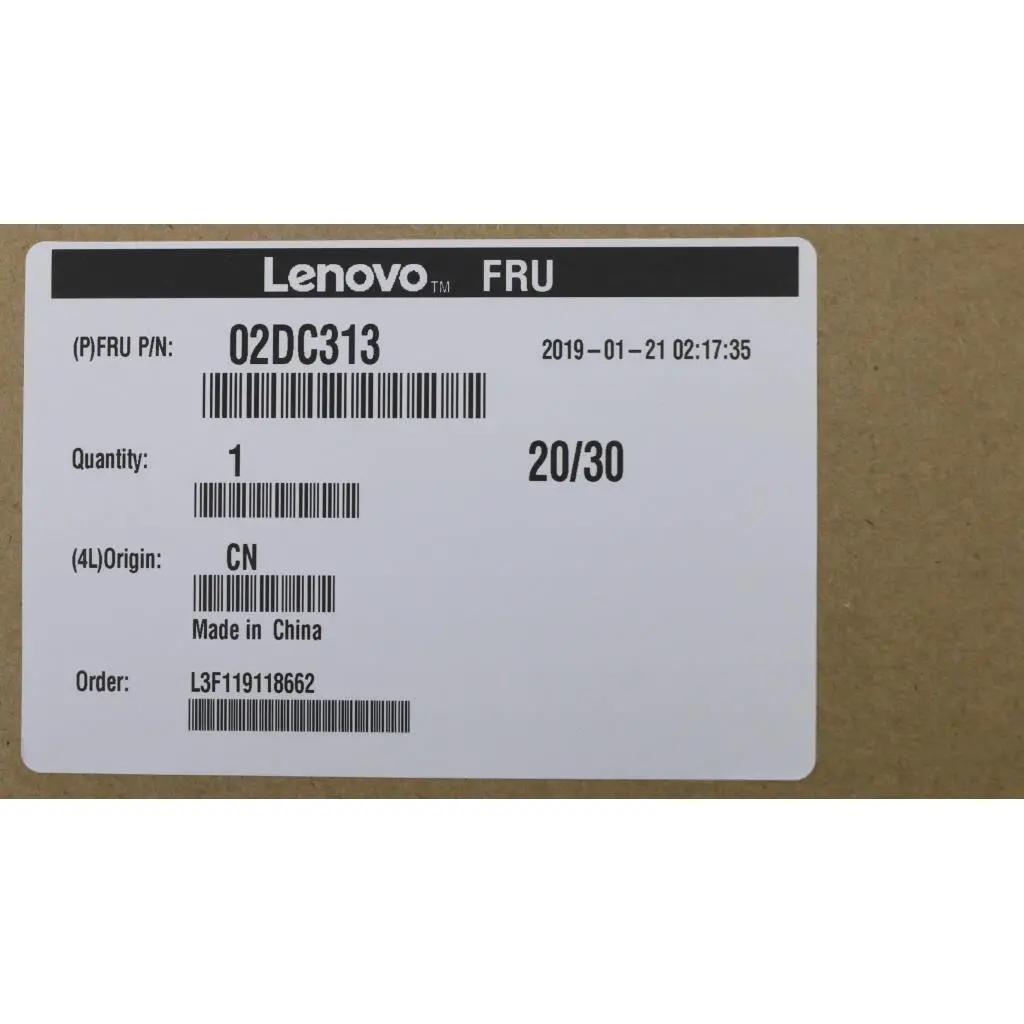 Lenovo™ FRU
(P)FRU P/N: 02DC313 2019-01-21 02:17:35
Quantity: 1 20/30
(4L)Origin: CN
Made in China
Order: L3F119118662